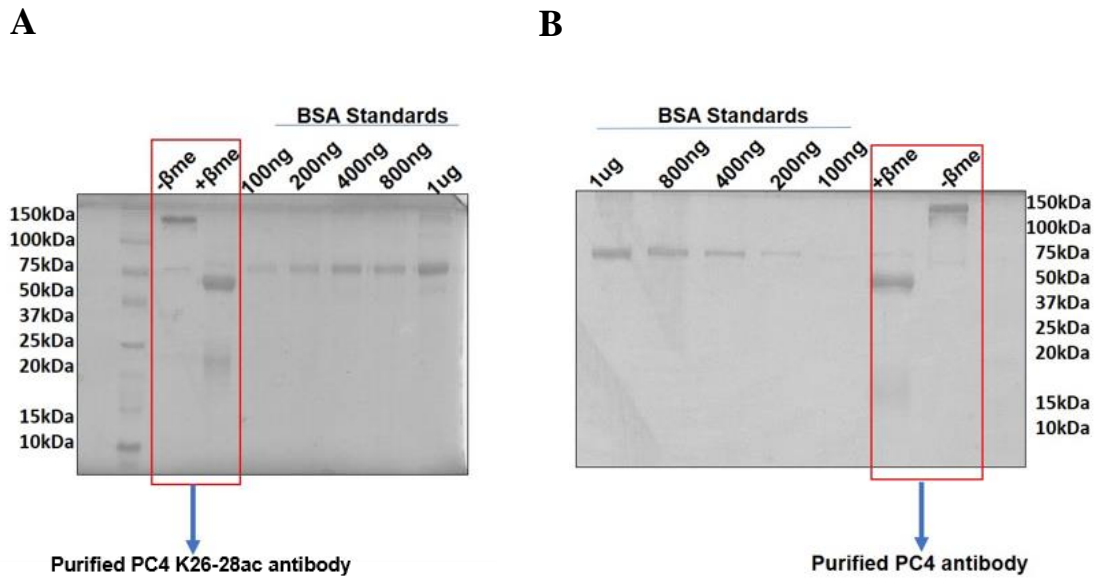 A
BSA Standards
-βme +βme 100ng 200ng 400ng 800ng 1ug
150kDa
100kDa
75kDa
50kDa
37kDa
25kDa
20kDa
15kDa
10kDa
Purified PC4 K26-28ac antibody
B
BSA Standards
1ug 800ng 400ng 200ng 100ng +βme -βme
150kDa
100kDa
75kDa
50kDa
37kDa
25kDa
20kDa
15kDa
10kDa
Purified PC4 antibody